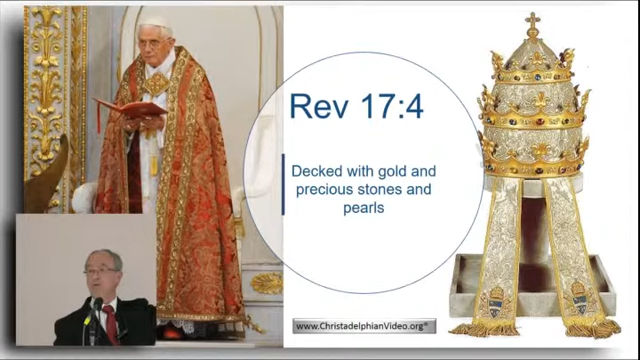 Rev 17:4
Decked with gold and
precious stones and
pearls
www.ChristadelphianVideo.org®